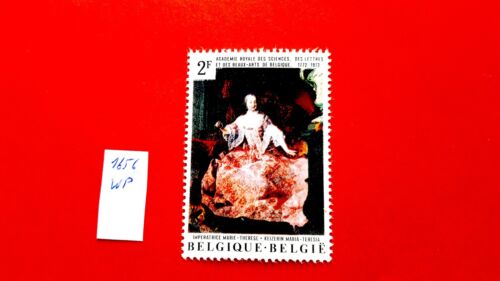 2F
ACADEMIE ROYALE DES SCIENCES, DES LETTRES
ET DES BEAUX-ARTS DE BELGIQUE. 1772-1972
1656
WP
IMPERATRICE MARIE-THERESE • KEIZERIN MARIA-TERESIA
BELGIQUE·BELGIË